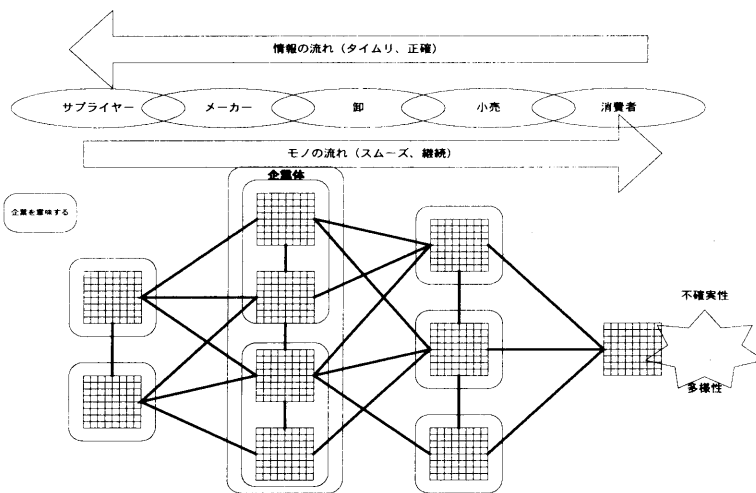 情報の流れ（タイムリ、正確）
サプライヤー
メーカー
卸
小売
消費者
モノの流れ（スムーズ、継続）
企業体
企業を意味する
不確実性
多様性